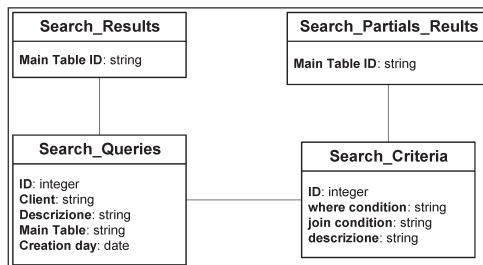 Search_Results
Main Table ID: string
Search_Partials_Reults
Main Table ID: string
Search_Queries
ID: integer
Client: string
Descrizione: string
Main Table: string
Creation day: date
Search_Criteria
ID: integer
where condition: string
join condition: string
descrizione: string